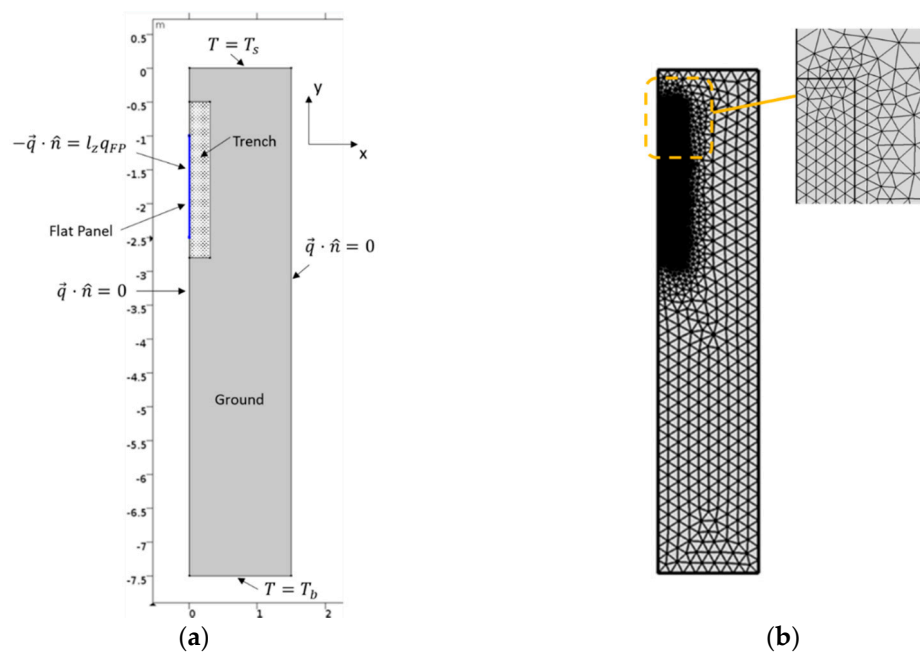 m
0.5
0
-0.5
-1
-1.5
-2
-2.5
-3
-3.5
-4
-4.5
-5
-5.5
-6
-6.5
-7
-7.5
0
1
2
T = Tₛ
y
x
Trench
−q⃗ · n̂ = l_z q_FP
Flat Panel
q⃗ · n̂ = 0
q⃗ · n̂ = 0
Ground
T = T_b
(a)
(b)